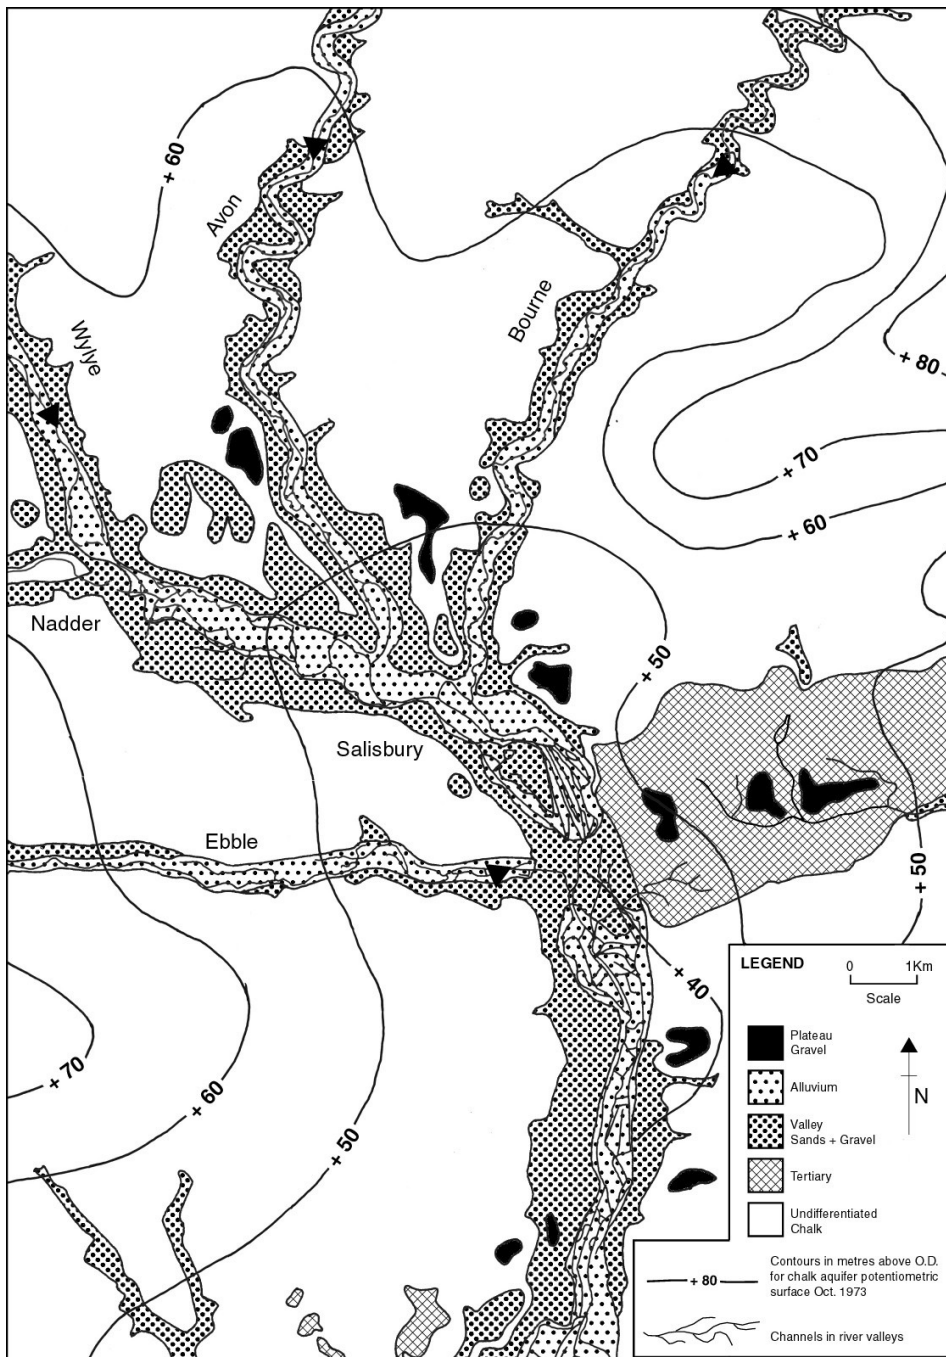 + 60
Avon
Bourne
Wylye
+ 80
+ 70
+ 60
Nadder
+ 50
Salisbury
Ebble
+ 50
+ 40
+ 70
+ 60
+ 50
LEGEND
0 1Km
Scale
Plateau
Gravel
Alluvium
N
Valley
Sands + Gravel
Tertiary
Undifferentiated
Chalk
+ 80
Contours in metres above O.D.
for chalk aquifer potentiometric
surface Oct. 1973
Channels in river valleys